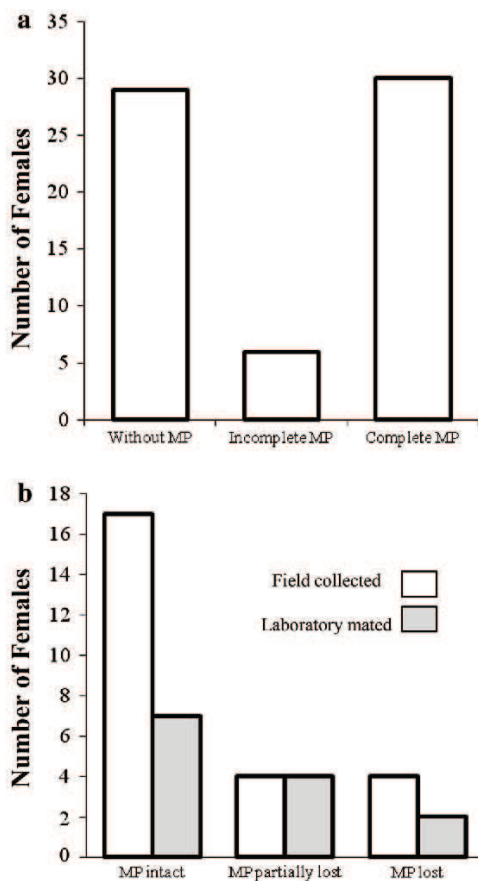 a
35
30
25
20
15
10
5
0
Number of Females
Without MP Incomplete MP Complete MP
b
18
16
14
12
10
8
6
4
2
0
Number of Females
Field collected
Laboratory mated
MP intact MP partially lost MP lost